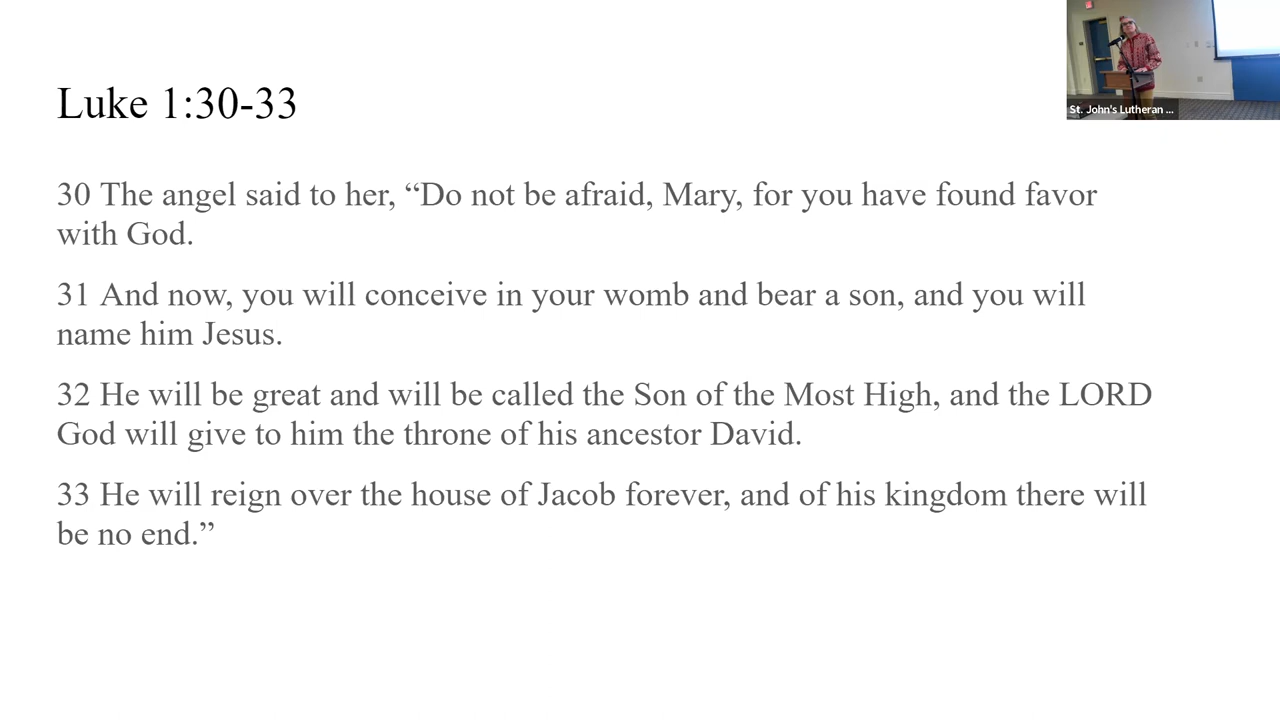 Luke 1:30-33
St. John's Lutheran ...
30 The angel said to her, “Do not be afraid, Mary, for you have found favor
with God.
31 And now, you will conceive in your womb and bear a son, and you will
name him Jesus.
32 He will be great and will be called the Son of the Most High, and the LORD
God will give to him the throne of his ancestor David.
33 He will reign over the house of Jacob forever, and of his kingdom there will
be no end.”